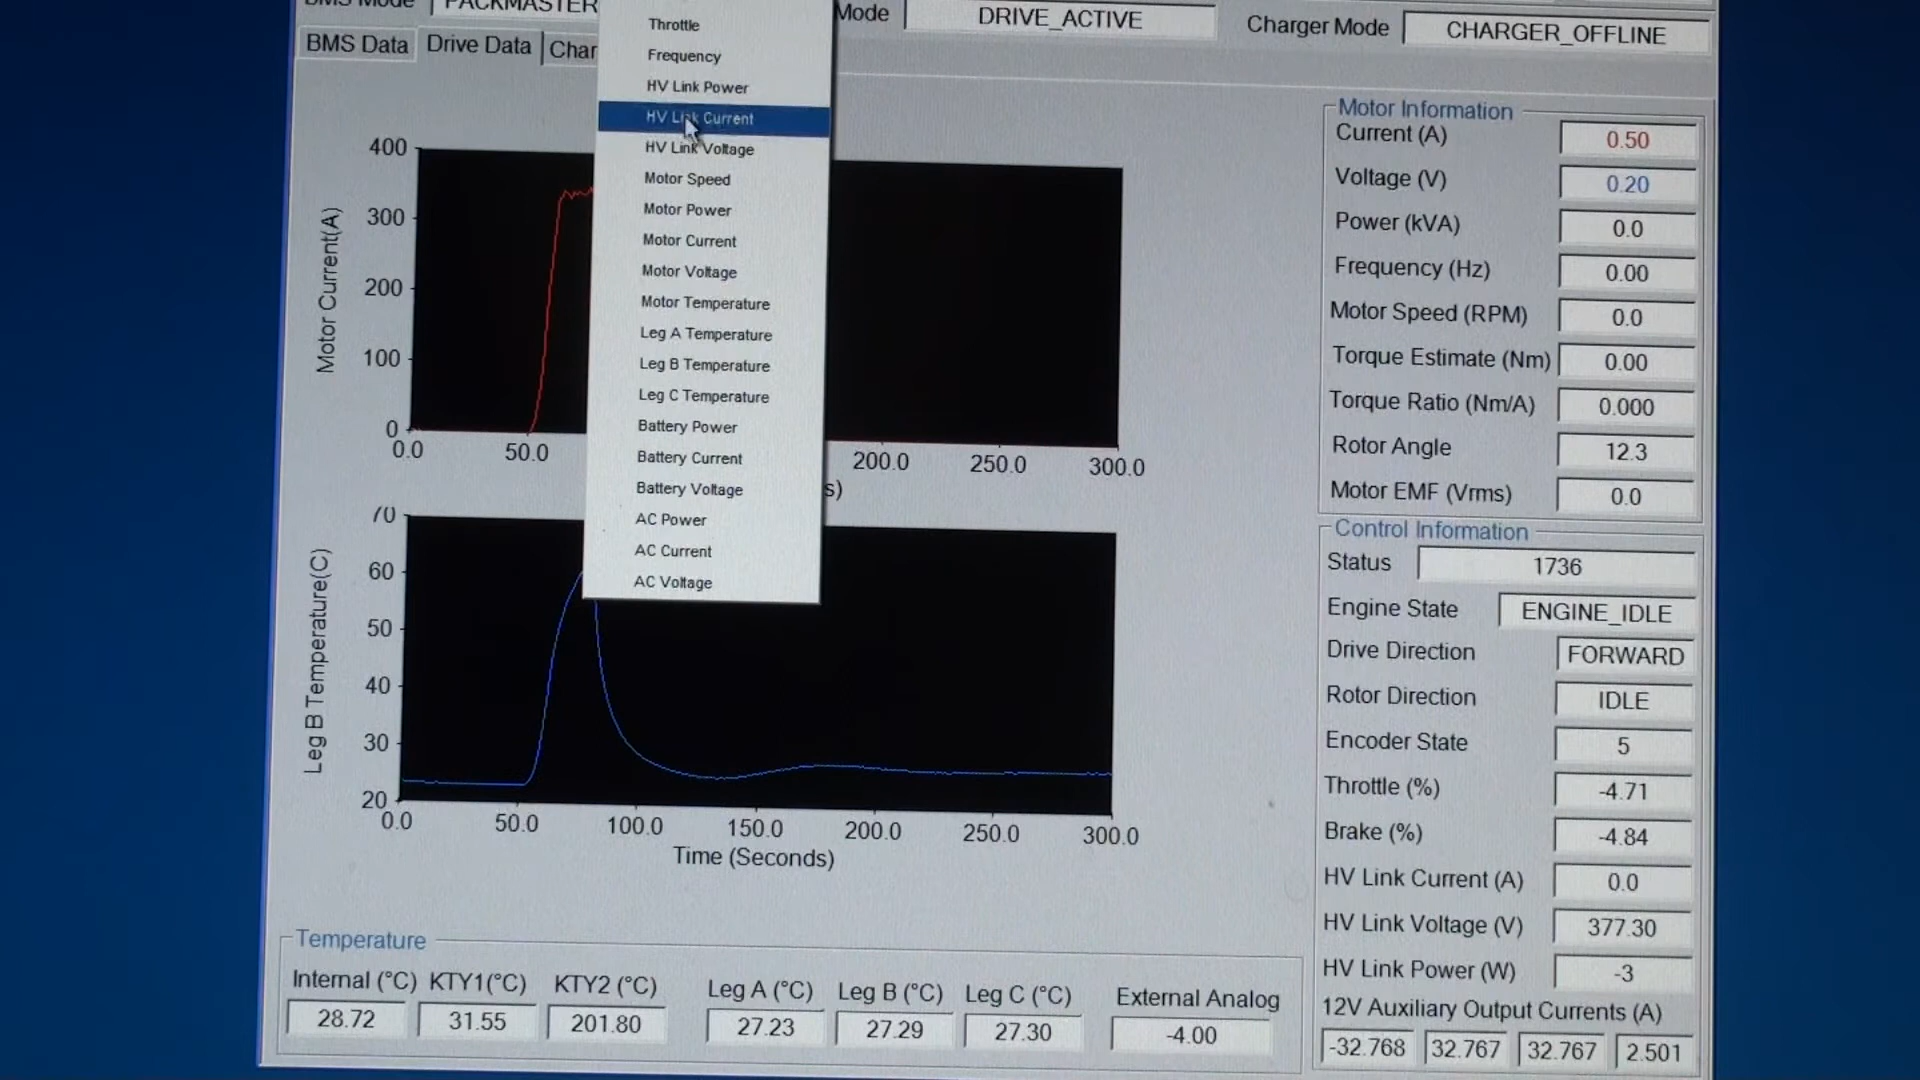 BMS Mode PACKMASTER Mode DRIVE_ACTIVE Charger Mode CHARGER_OFFLINE
BMS Data Drive Data Char
Throttle
Frequency
HV Link Power
HV Link Current
HV Link Voltage
Motor Speed
Motor Power
Motor Current
Motor Voltage
Motor Temperature
Leg A Temperature
Leg B Temperature
Leg C Temperature
Battery Power
Battery Current
Battery Voltage
AC Power
AC Current
AC Voltage
Motor Current(A)
400
300
200
100
0
0.0 50.0 200.0 250.0 300.0
s)
Leg B Temperature(C)
70
60
50
40
30
20
0.0 50.0 100.0 150.0 200.0 250.0 300.0
Time (Seconds)
Motor Information
Current (A) 0.50
Voltage (V) 0.20
Power (kVA) 0.0
Frequency (Hz) 0.00
Motor Speed (RPM) 0.0
Torque Estimate (Nm) 0.00
Torque Ratio (Nm/A) 0.000
Rotor Angle 12.3
Motor EMF (Vrms) 0.0
Control Information
Status 1736
Engine State ENGINE_IDLE
Drive Direction FORWARD
Rotor Direction IDLE
Encoder State 5
Throttle (%) -4.71
Brake (%) -4.84
HV Link Current (A) 0.0
HV Link Voltage (V) 377.30
HV Link Power (W) -3
12V Auxiliary Output Currents (A)
-32.768 32.767 32.767 2.501
Temperature
Internal (°C) KTY1(°C) KTY2 (°C) Leg A (°C) Leg B (°C) Leg C (°C) External Analog
28.72 31.55 201.80 27.23 27.29 27.30 -4.00